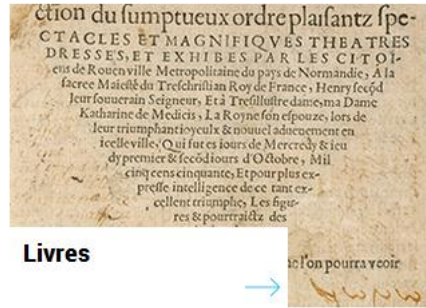 ction du sumptueux ordre plaisantz spe-
CTACLES ET MAGNIFIQVES THEATRES
DRESSES, ET EXHIBES PAR LES CITOI-
ens de Rouen ville Metropolitaine du pays de Normandie, A la
sacree Maiesté du Treschristian Roy de France, Henry secõd
leur souuerain Seigneur, Et à Tresillustre dame, ma Dame
Katharine de Medicis, La Royne son espouze, lors de
leur triumphant ioyeulx & nouuel aduenement en
icelle ville, Qui fut es iours de Mercredy & ieu
dy premier & secõd iours d'Octobre, Mil
cinq cens cinquante, Et pour plus ex-
presse intelligence de ce tant ex-
cellent triumphe, Les figu-
res & pourtraictz des
l'on pourra veoir
Livres